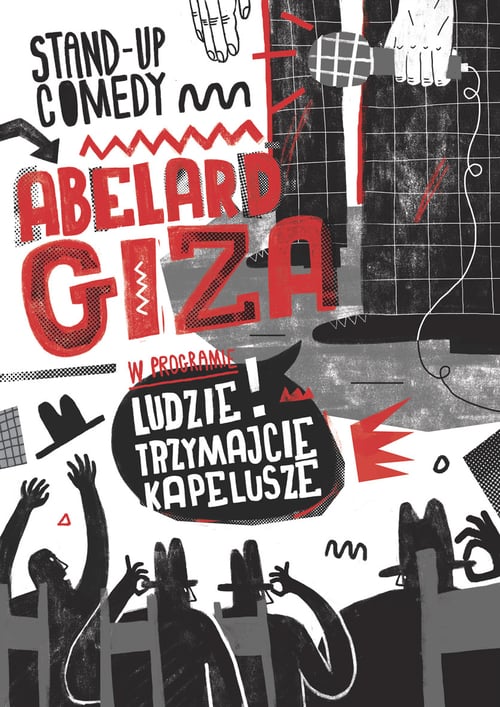 STAND-UP
COMEDY
ABELARD
GIZA
W PROGRAMIE
LUDZIE!
TRZYMAJCIE
KAPELUSZE